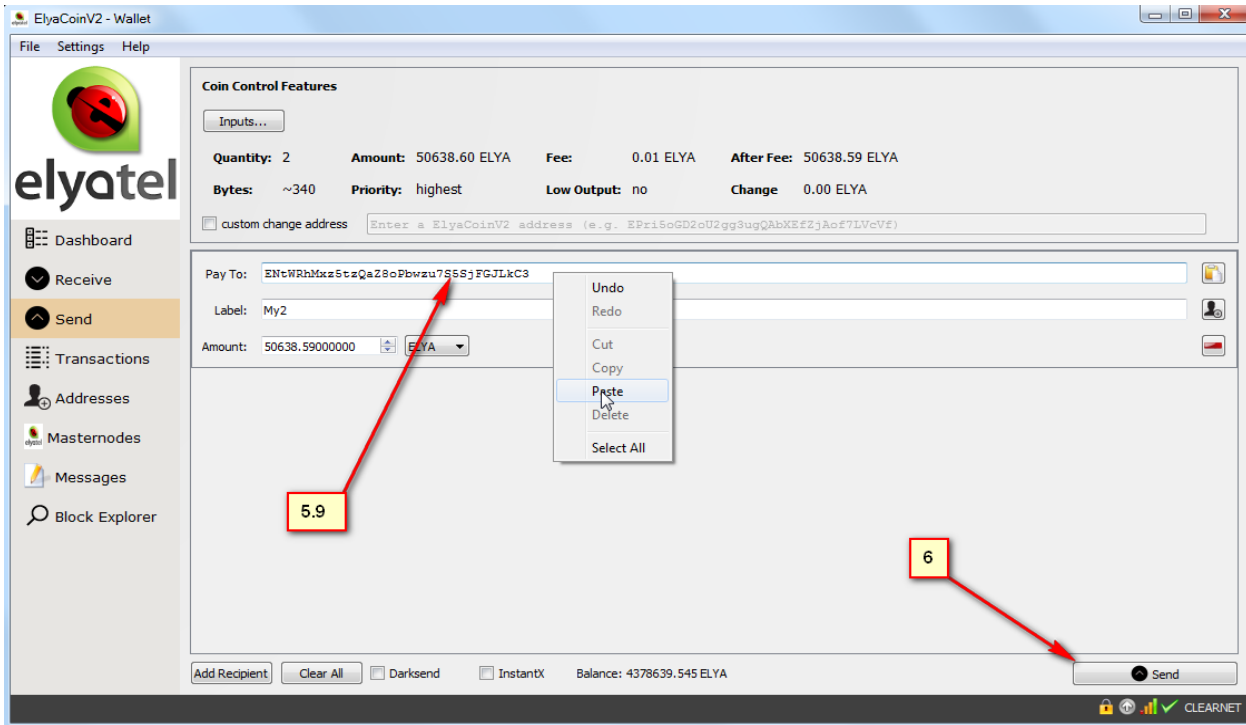 ElyaCoinV2 - Wallet
File Settings Help
elyatel
Dashboard
Receive
Send
Transactions
Addresses
Masternodes
Messages
Block Explorer
Coin Control Features
Inputs...
Quantity: 2 Amount: 50638.60 ELYA Fee: 0.01 ELYA After Fee: 50638.59 ELYA
Bytes: ~340 Priority: highest Low Output: no Change 0.00 ELYA
custom change address Enter a ElyaCoinV2 address (e.g. EPri5oGD2oU2gg3ugQAbXEfZjAof7LVcVf)
Pay To: ENtWRhMxz5tzQaZ8oPbwzu7S5SjFGJLkC3
Label: My2
Amount: 50638.59000000 ELYA
Undo
Redo
Cut
Copy
Paste
Delete
Select All
5.9
6
Add Recipient Clear All Darksend InstantX Balance: 4378639.545 ELYA Send
CLEARNET